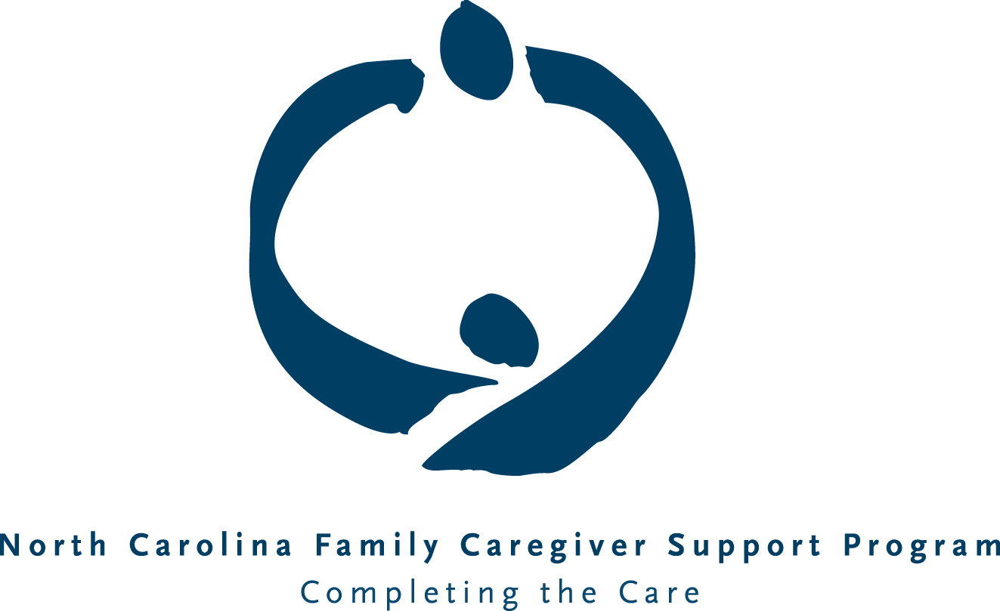 North Carolina Family Caregiver Support Program
Completing the Care